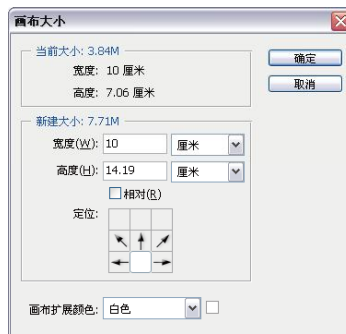 画布大小
当前大小: 3.84M
宽度: 10 厘米
高度: 7.06 厘米
确定
取消
新建大小: 7.71M
宽度(W): 10 厘米
高度(H): 14.19 厘米
相对(R)
定位:
画布扩展颜色: 白色